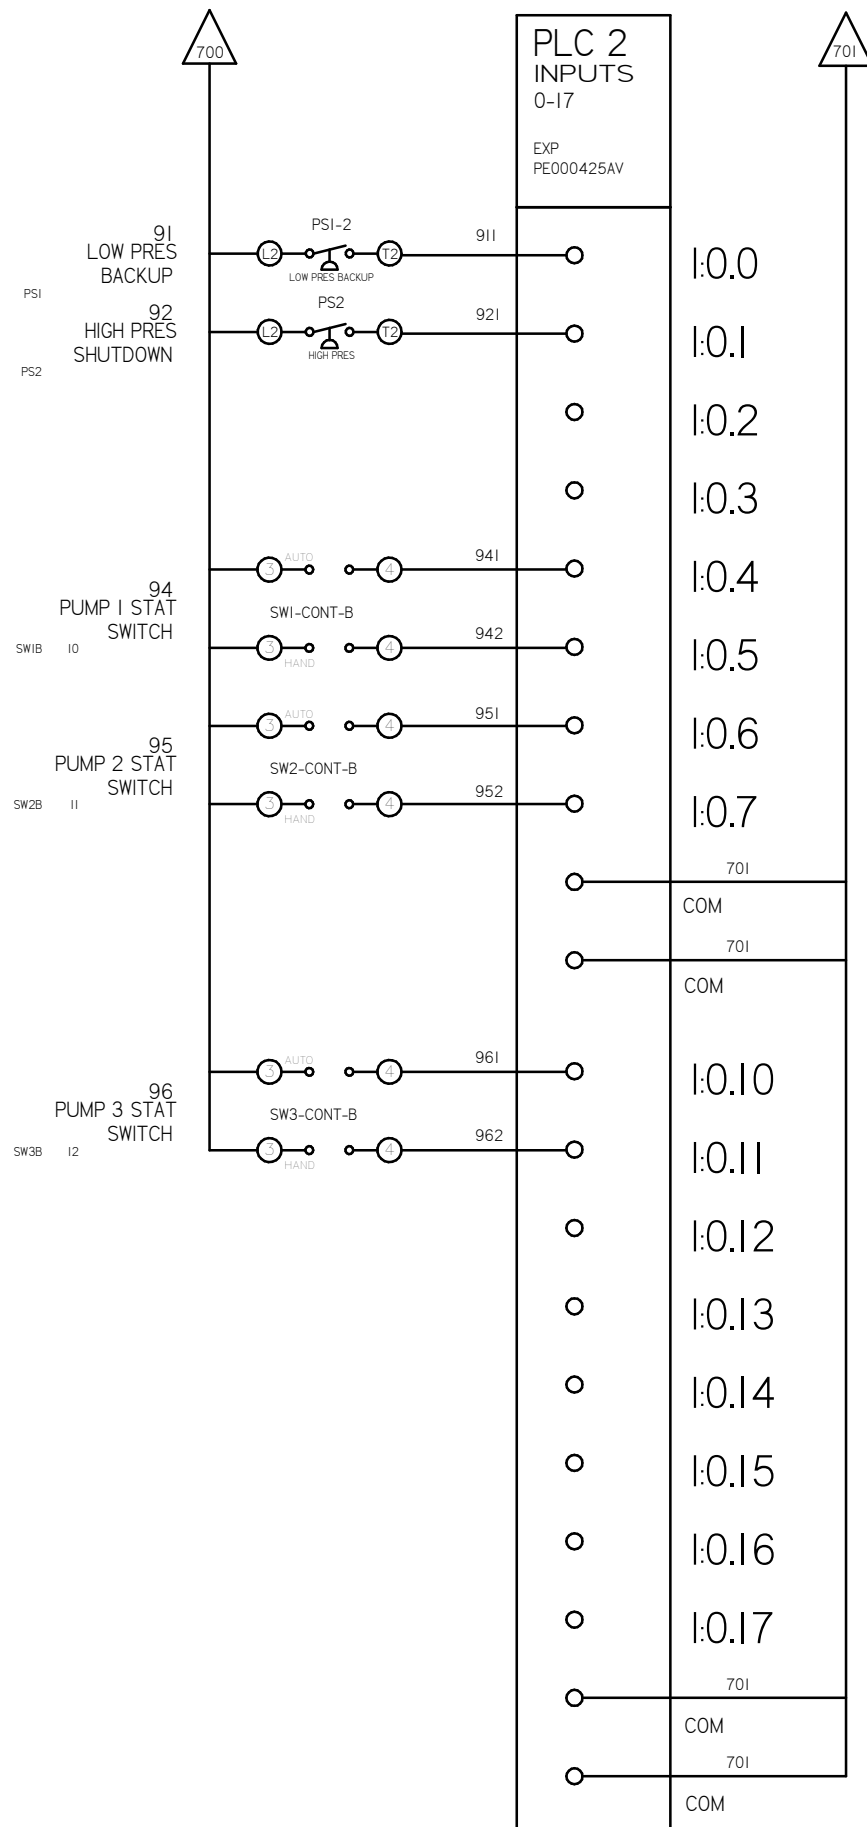 700
PLC 2
INPUTS
0-17
EXP
PE000425AV
701
91
LOW PRES
BACKUP
PS1
L2
PS1-2
T2
LOW PRES BACKUP
911
I:0.0
92
HIGH PRES
SHUTDOWN
PS2
L2
PS2
T2
HIGH PRES
921
I:0.1
I:0.2
I:0.3
94
PUMP 1 STAT
SWITCH
SW1B 10
3
AUTO
4
941
I:0.4
SW1-CONT-B
3
HAND
4
942
I:0.5
95
PUMP 2 STAT
SWITCH
SW2B 11
3
AUTO
4
951
I:0.6
SW2-CONT-B
3
HAND
4
952
I:0.7
701
COM
701
COM
96
PUMP 3 STAT
SWITCH
SW3B 12
3
AUTO
4
961
I:0.10
SW3-CONT-B
3
HAND
4
962
I:0.11
I:0.12
I:0.13
I:0.14
I:0.15
I:0.16
I:0.17
701
COM
701
COM